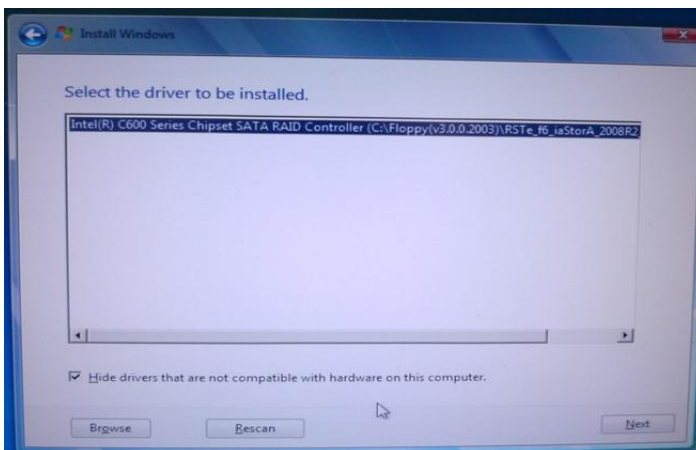 Install Windows
Select the driver to be installed.
Intel(R) C600 Series Chipset SATA RAID Controller (C:\Floppy(v3.0.0.2003)\RSTe_f6_iaStorA_2008R2
Hide drivers that are not compatible with hardware on this computer.
Browse
Rescan
Next